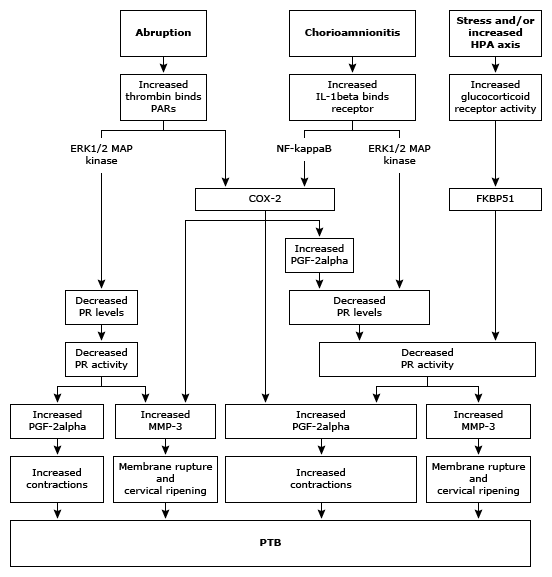 Abruption
Chorioamnionitis
Stress and/or
increased
HPA axis
Increased
thrombin binds
PARs
Increased
IL-1beta binds
receptor
Increased
glucocorticoid
receptor activity
ERK1/2 MAP
kinase
NF-kappaB
ERK1/2 MAP
kinase
COX-2
FKBP51
Increased
PGF-2alpha
Decreased
PR levels
Decreased
PR levels
Decreased
PR activity
Decreased
PR activity
Increased
PGF-2alpha
Increased
MMP-3
Increased
PGF-2alpha
Increased
MMP-3
Increased
contractions
Membrane rupture
and
cervical ripening
Increased
contractions
Membrane rupture
and
cervical ripening
PTB